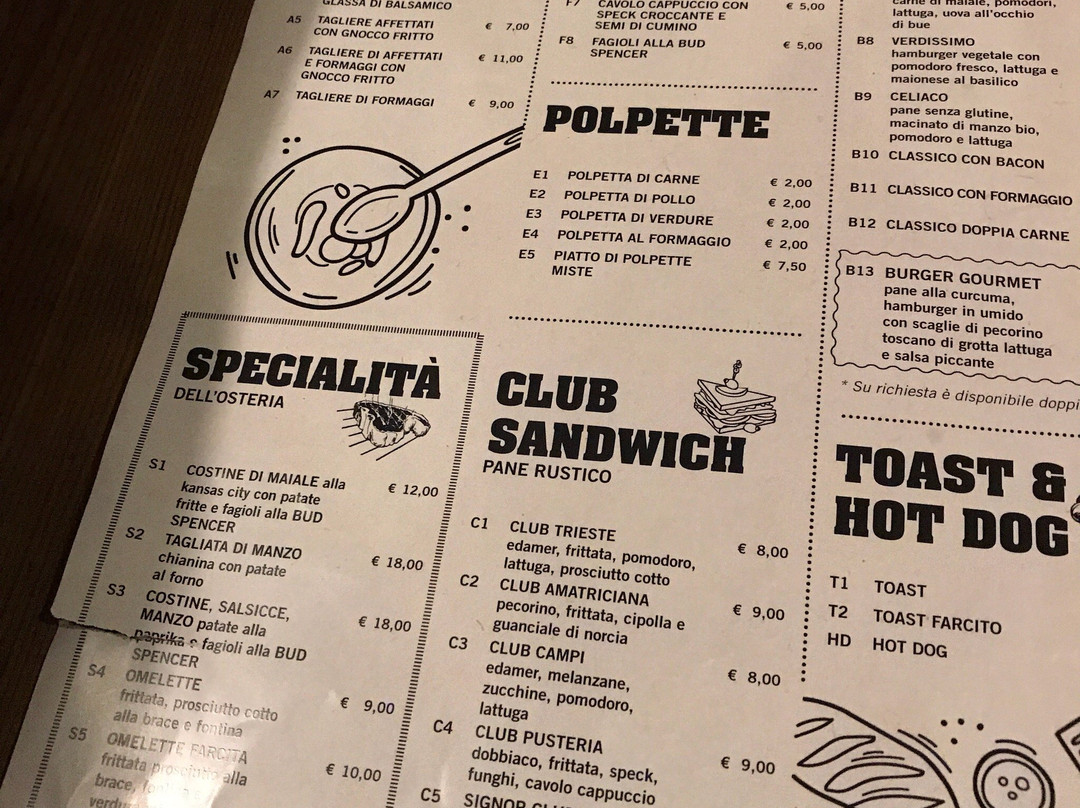 GLASSA DI BALSAMICO
A5 TAGLIERE AFFETTATI € 7,00
CON GNOCCO FRITTO
A6 TAGLIERE DI AFFETTATI € 11,00
E FORMAGGI CON
GNOCCO FRITTO
A7 TAGLIERE DI FORMAGGI € 9,00
SPECIALITÀ
DELL'OSTERIA
S1 COSTINE DI MAIALE alla € 12,00
kansas city con patate
fritte e fagioli alla BUD
SPENCER
S2 TAGLIATA DI MANZO € 18,00
chianina con patate
al forno
S3 COSTINE, SALSICCE, € 18,00
MANZO patate alla
paprika e fagioli alla BUD
SPENCER
S4 OMELETTE € 9,00
frittata, prosciutto cotto
alla brace e fontina
S5 OMELETTE FARCITA € 10,00
frittata prosciutto alla
brace,
F7 CAVOLO CAPPUCCIO CON € 5,00
SPECK CROCCANTE E
SEMI DI CUMINO
F8 FAGIOLI ALLA BUD € 5,00
SPENCER
POLPETTE
E1 POLPETTA DI CARNE € 2,00
E2 POLPETTA DI POLLO € 2,00
E3 POLPETTA DI VERDURE € 2,00
E4 POLPETTA AL FORMAGGIO € 2,00
E5 PIATTO DI POLPETTE € 7,50
MISTE
CLUB
SANDWICH
PANE RUSTICO
C1 CLUB TRIESTE € 8,00
edamer, frittata, pomodoro,
lattuga, prosciutto cotto
C2 CLUB AMATRICIANA € 9,00
pecorino, frittata, cipolla e
guanciale di norcia
C3 CLUB CAMPI € 8,00
edamer, melanzane,
zucchine, pomodoro,
lattuga
C4 CLUB PUSTERIA € 9,00
dobbiaco, frittata, speck,
funghi, cavolo cappuccio
C5 SIGNOR
carne di maiale, pomodori,
lattuga, uova all'occhio
di bue
B8 VERDISSIMO
hamburger vegetale con
pomodoro fresco, lattuga e
maionese al basilico
B9 CELIACO
pane senza glutine,
macinato di manzo bio,
pomodoro e lattuga
B10 CLASSICO CON BACON
B11 CLASSICO CON FORMAGGIO
B12 CLASSICO DOPPIA CARNE
B13 BURGER GOURMET
pane alla curcuma,
hamburger in umido
con scaglie di pecorino
toscano di grotta lattuga
e salsa piccante
* Su richiesta è disponibile doppi
TOAST &
HOT DOG
T1 TOAST
T2 TOAST FARCITO
HD HOT DOG